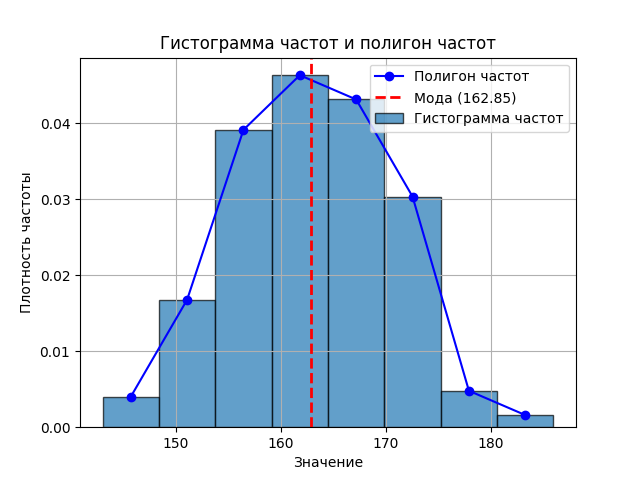 Гистограмма частот и полигон частот
Полигон частот
Мода (162.85)
Гистограмма частот
Плотность частоты
0.04
0.03
0.02
0.01
0.00
150 160 170 180
Значение